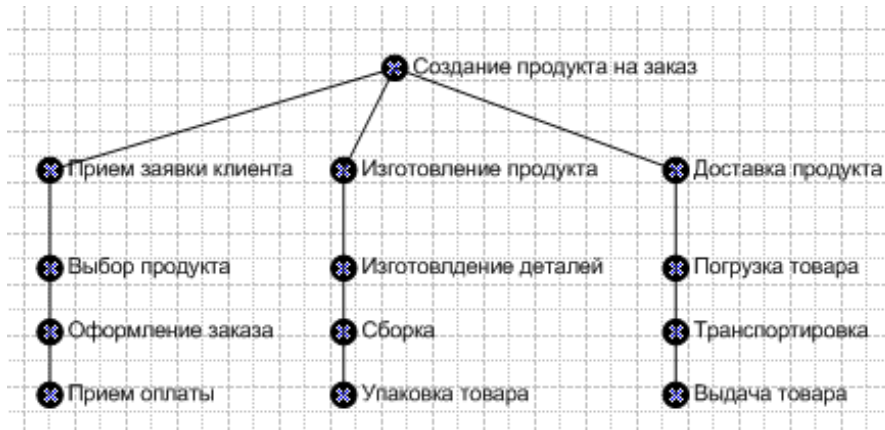 Создание продукта на заказ
Прием заявки клиента
Изготовление продукта
Доставка продукта
Выбор продукта
Изготовлдение деталей
Погрузка товара
Оформление заказа
Сборка
Транспортировка
Прием оплаты
Упаковка товара
Выдача товара